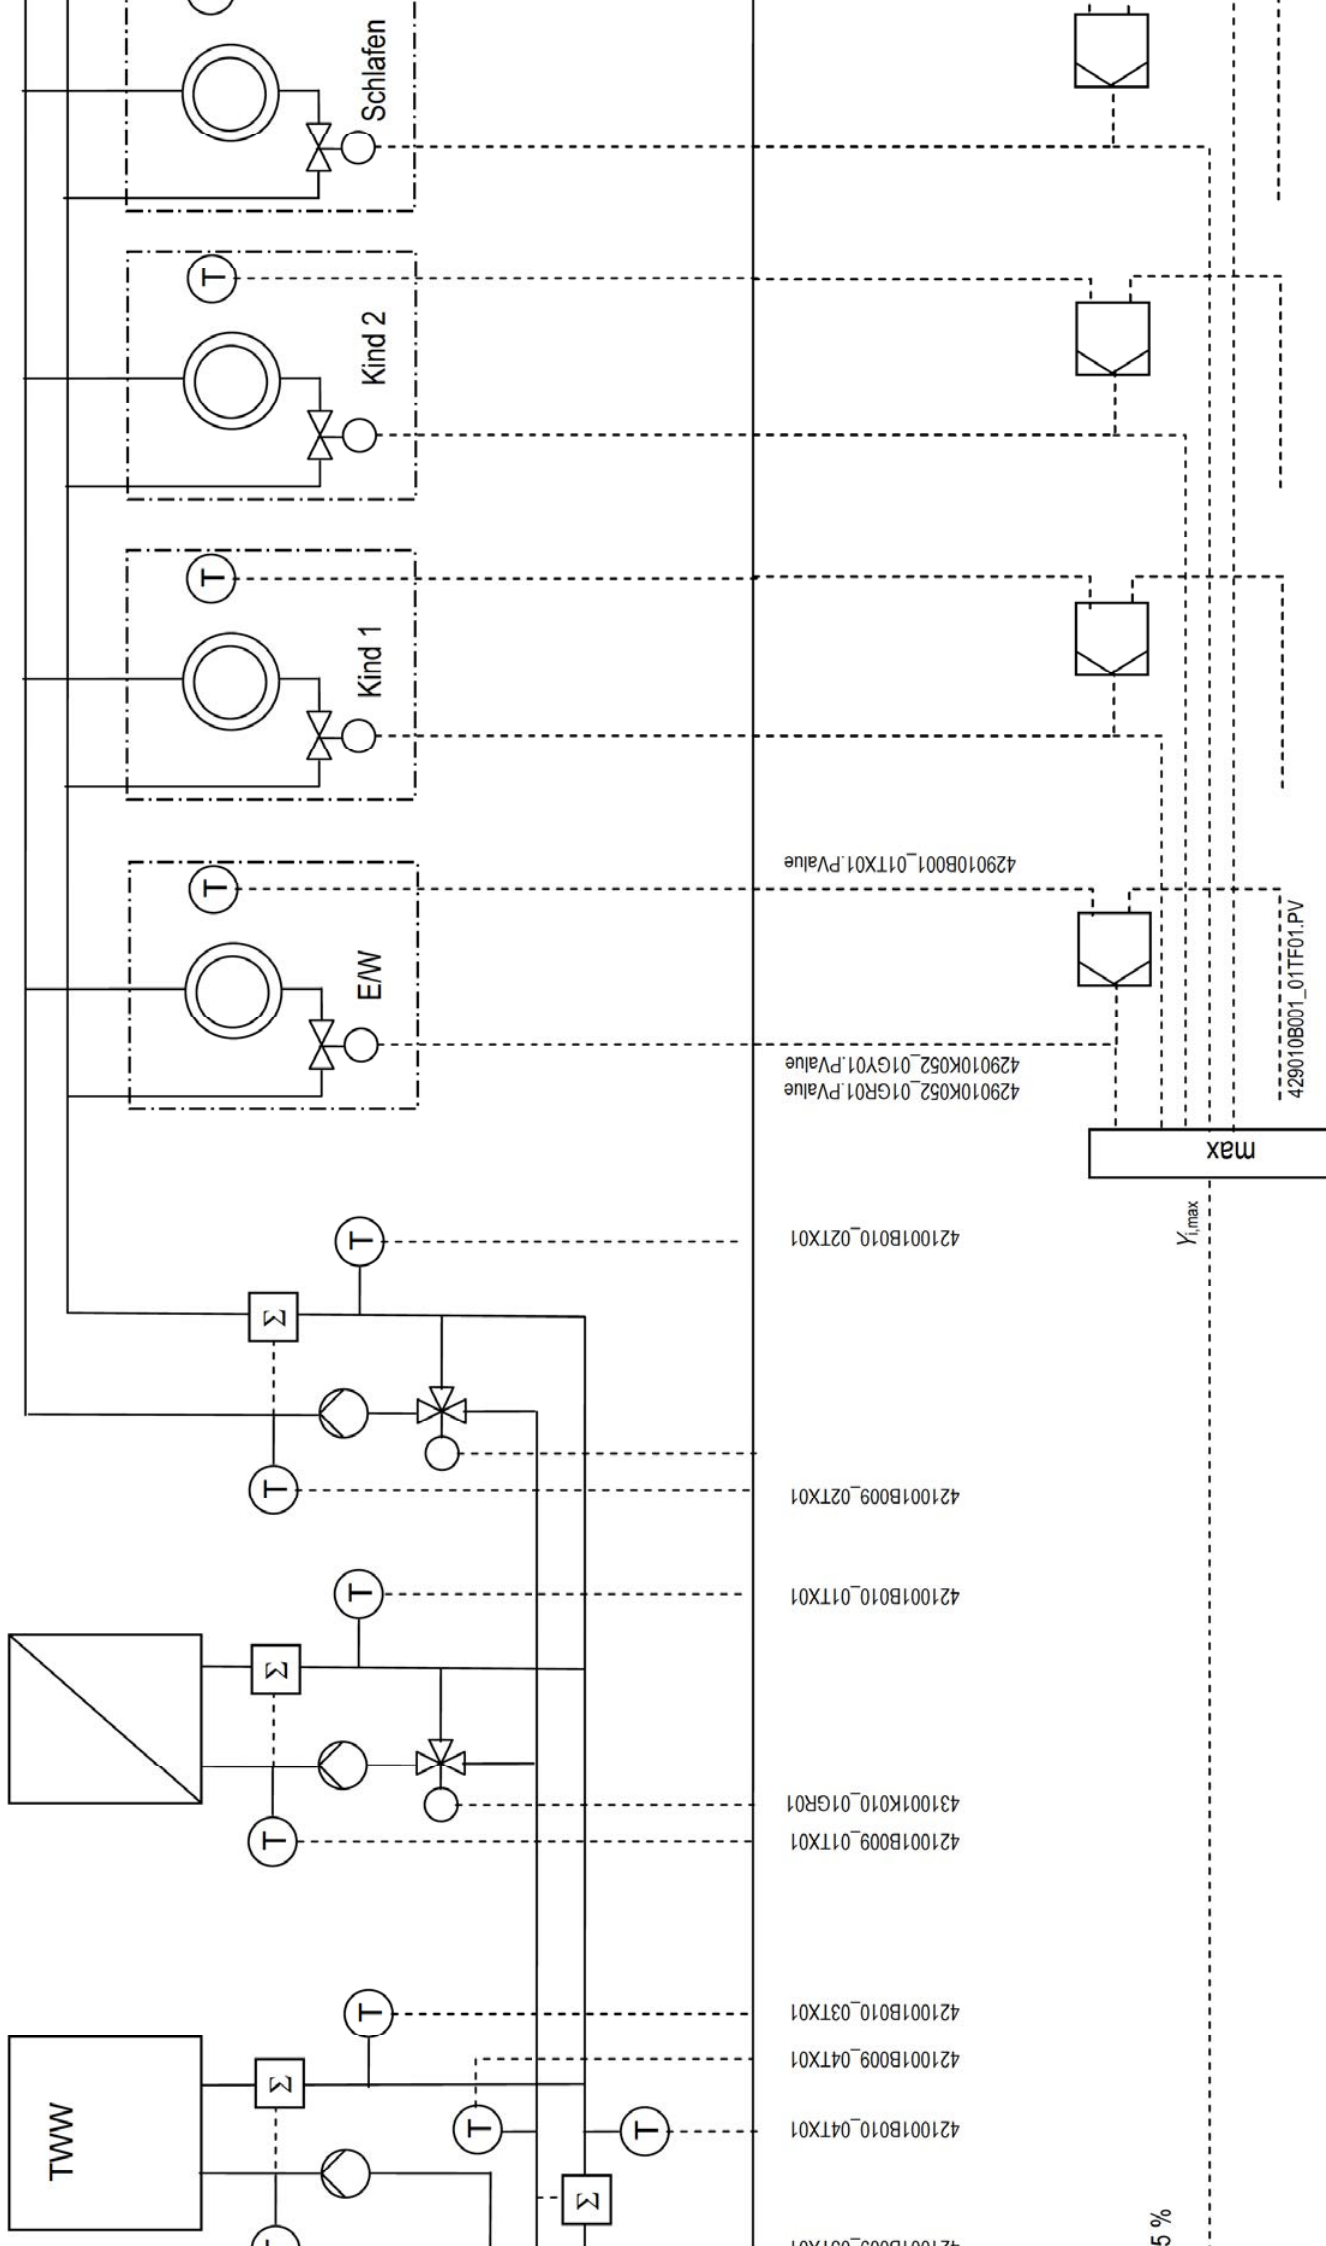 Schlafen
T
Kind 2
T
Kind 1
T
E/W
429010B001_01TX01.PValue
429010K052_01GY01.PValue
429010K052_01GR01.PValue
429010B001_01TF01.PV
max
Yi,max
T
421001B010_02TX01
Σ
T
421001B009_02TX01
T
421001B010_01TX01
Σ
431001K010_01GR01
T
421001B009_01TX01
T
421001B010_03TX01
421001B009_04TX01
Σ
T
T
421001B010_04TX01
TWW
Σ
5 %